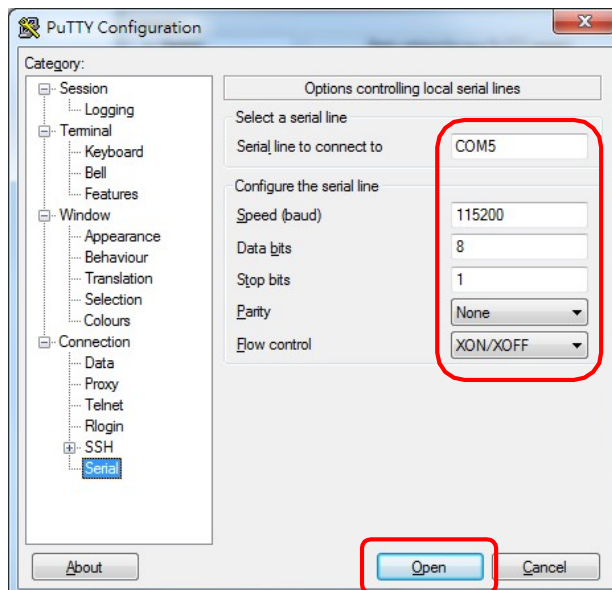 PuTTY Configuration
Category:
Session
Logging
Terminal
Keyboard
Bell
Features
Window
Appearance
Behaviour
Translation
Selection
Colours
Connection
Data
Proxy
Telnet
Rlogin
SSH
Serial
Options controlling local serial lines
Select a serial line
Serial line to connect to COM5
Configure the serial line
Speed (baud) 115200
Data bits 8
Stop bits 1
Parity None
Flow control XON/XOFF
About Open Cancel